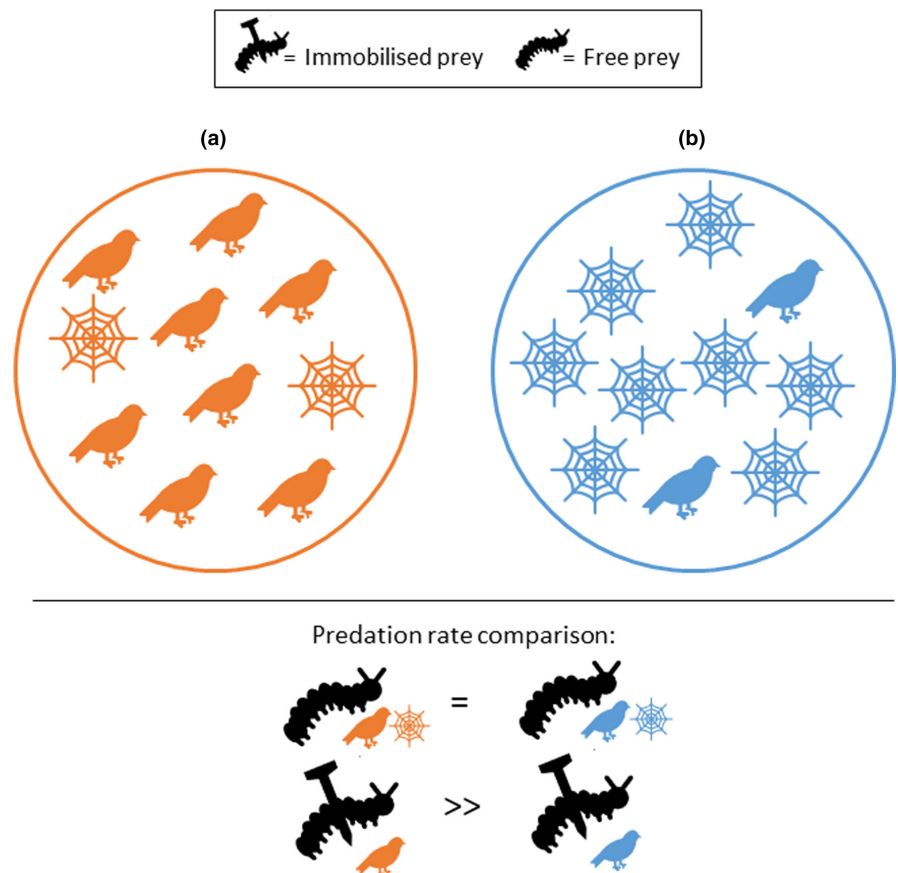 = Immobilised prey = Free prey
(a) (b)
Predation rate comparison:
=
>>